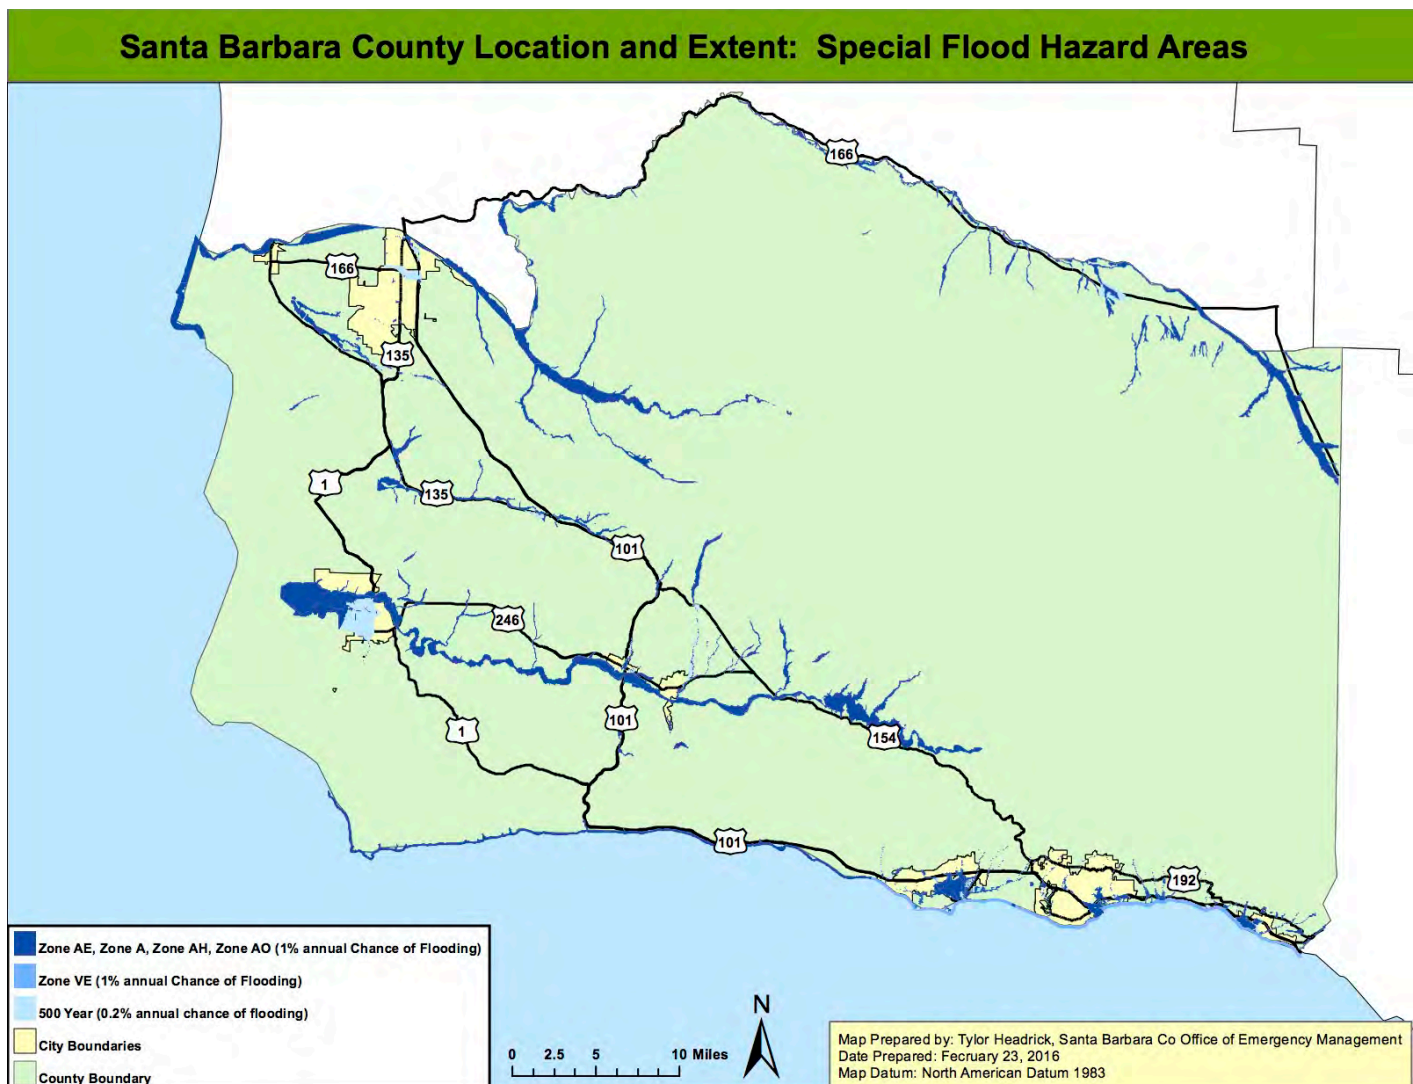 Santa Barbara County Location and Extent:  Special Flood Hazard Areas
166
166
135
1
135
101
246
101
1
154
101
192
Zone AE, Zone A, Zone AH, Zone AO (1% annual Chance of Flooding)
Zone VE (1% annual Chance of Flooding)
500 Year (0.2% annual chance of flooding)
City Boundaries
County Boundary
0 2.5 5 10 Miles
N
Map Prepared by: Tylor Headrick, Santa Barbara Co Office of Emergency Management
Date Prepared: Fecruary 23, 2016
Map Datum: North American Datum 1983